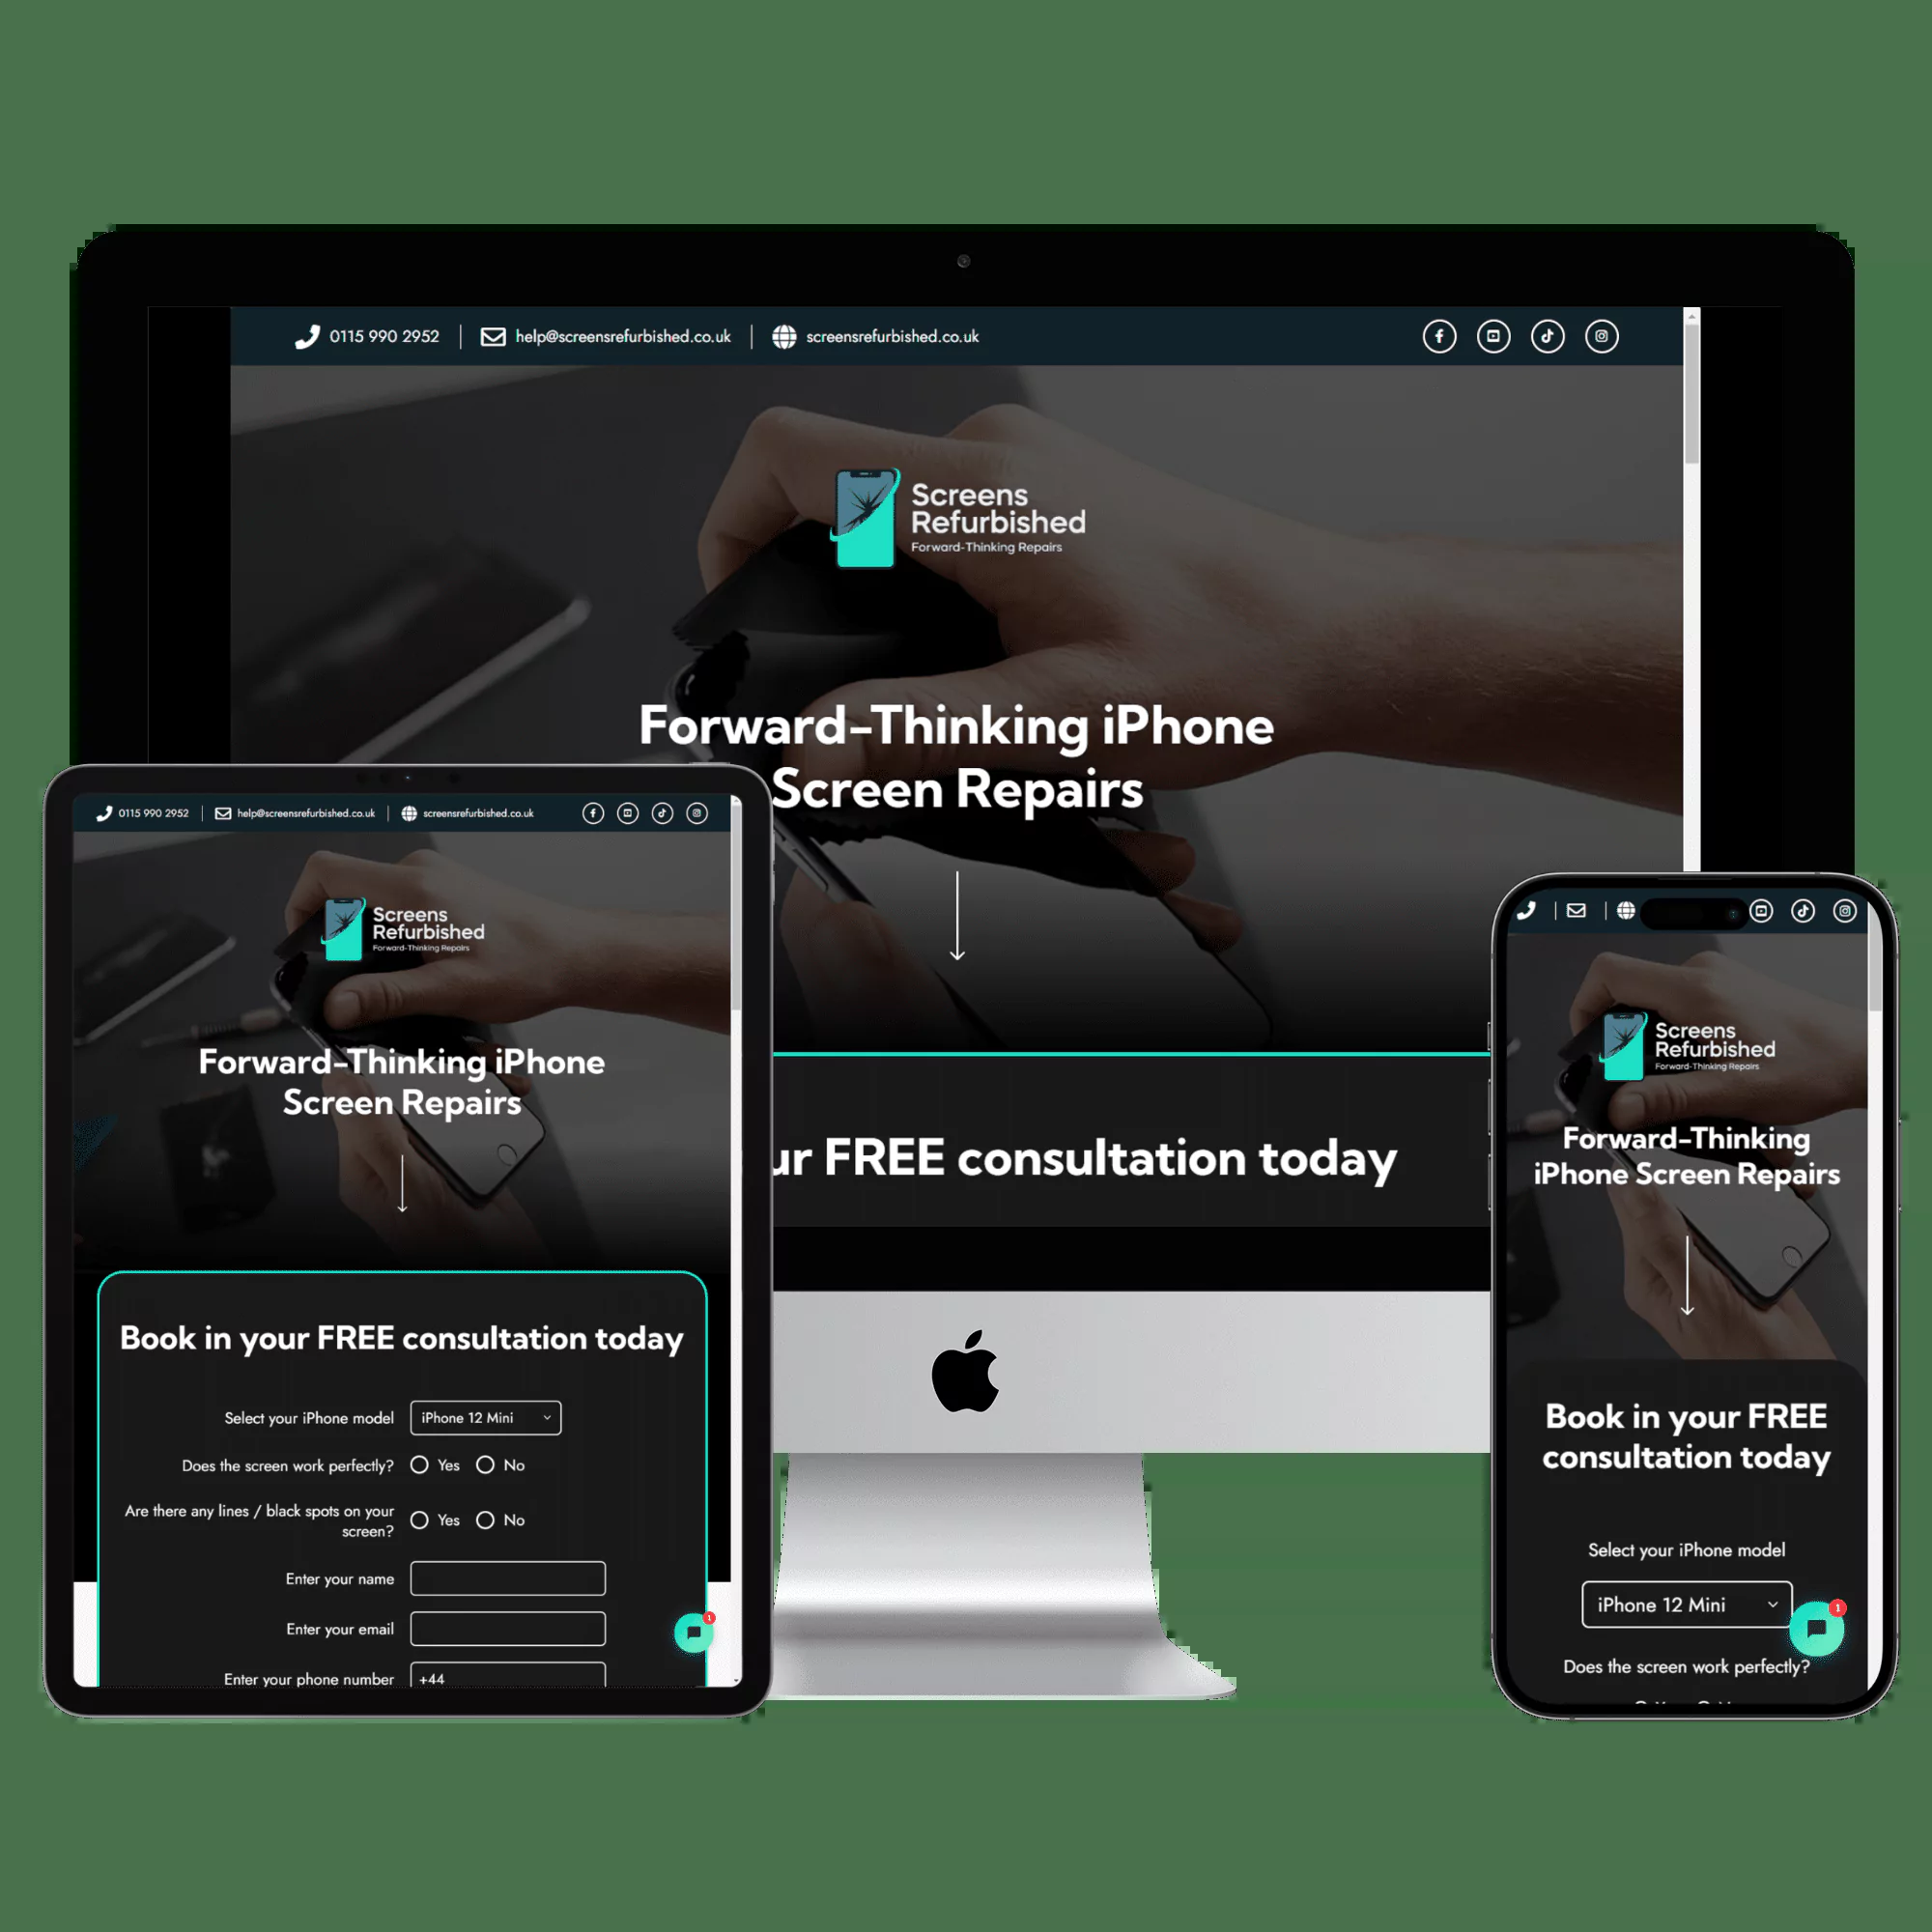 0115 990 2952
help@screensrefurbished.co.uk
screensrefurbished.co.uk
Screens
Refurbished
Forward-Thinking Repairs
Forward-Thinking iPhone
Screen Repairs
FREE consultation today
0115 990 2952
help@screensrefurbished.co.uk
screensrefurbished.co.uk
Screens
Refurbished
Forward-Thinking Repairs
Forward-Thinking iPhone
Screen Repairs
Book in your FREE consultation today
Select your iPhone model
iPhone 12 Mini
Does the screen work perfectly?
Yes
No
Are there any lines / black spots on your
screen?
Yes
No
Enter your name
Enter your email
1
Enter your phone number
+44
Screens
Refurbished
Forward-Thinking Repairs
Forward-Thinking
iPhone Screen Repairs
Book in your FREE
consultation today
Select your iPhone model
iPhone 12 Mini
1
Does the screen work perfectly?